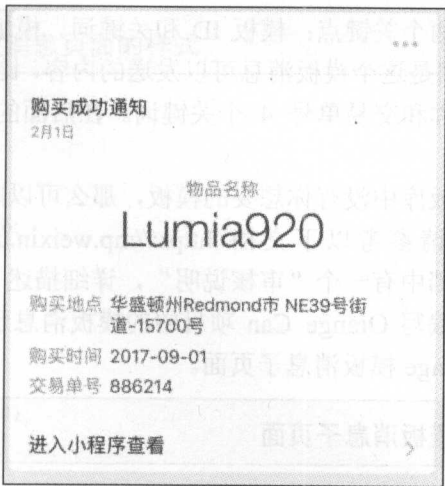 购买成功通知
2月1日
物品名称
Lumia920
购买地点 华盛顿州Redmond市 NE39号街
道-15700号
购买时间 2017-09-01
交易单号 886214
进入小程序查看